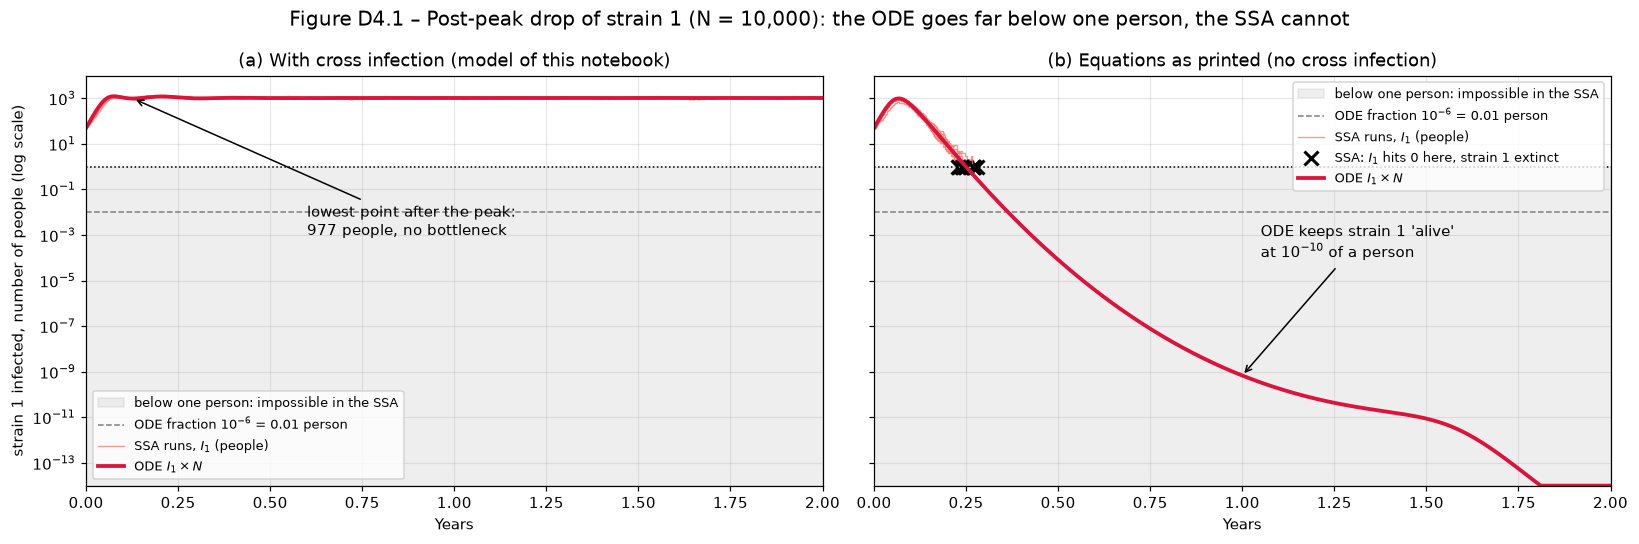 Figure D4.1 – Post-peak drop of strain 1 (N = 10,000): the ODE goes far below one person, the SSA cannot
(a) With cross infection (model of this notebook)
strain 1 infected, number of people (log scale)
10³
10¹
10⁻¹
10⁻³
10⁻⁵
10⁻⁷
10⁻⁹
10⁻¹¹
10⁻¹³
lowest point after the peak:
977 people, no bottleneck
below one person: impossible in the SSA
ODE fraction 10⁻⁶ = 0.01 person
SSA runs, I₁ (people)
ODE I₁ × N
0.00 0.25 0.50 0.75 1.00 1.25 1.50 1.75 2.00
Years
(b) Equations as printed (no cross infection)
below one person: impossible in the SSA
ODE fraction 10⁻⁶ = 0.01 person
SSA runs, I₁ (people)
SSA: I₁ hits 0 here, strain 1 extinct
ODE I₁ × N
ODE keeps strain 1 'alive'
at 10⁻¹⁰ of a person
0.00 0.25 0.50 0.75 1.00 1.25 1.50 1.75 2.00
Years